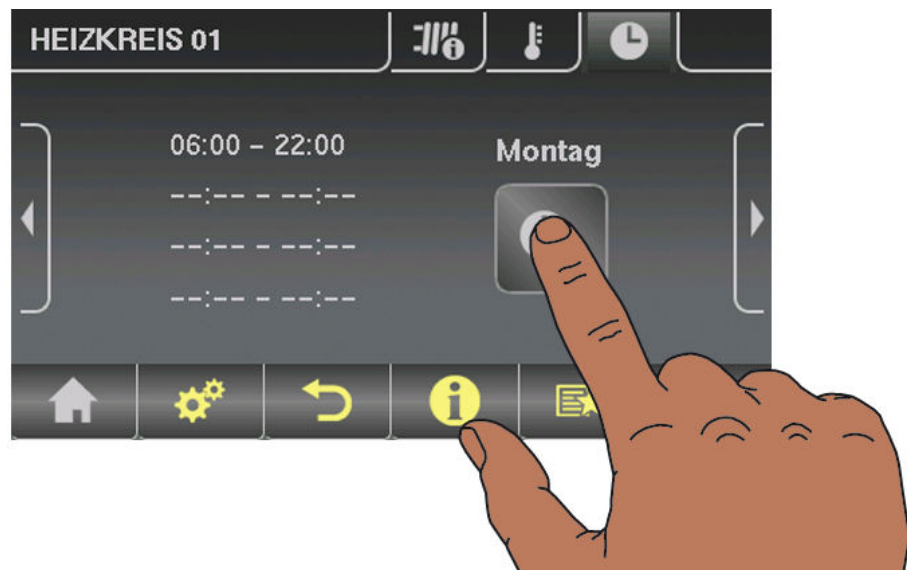 HEIZKREIS 01
06:00 – 22:00
Montag
--:-- – --:--
--:-- – --:--
--:-- – --:--